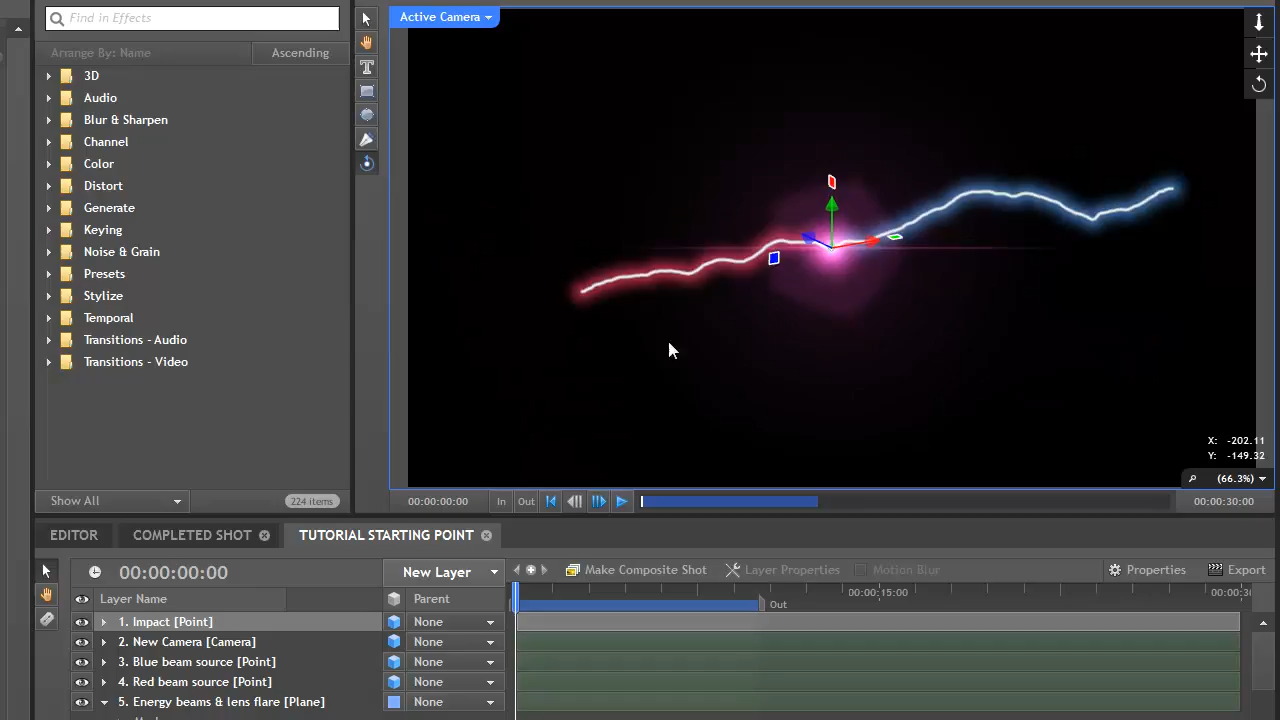 Find in Effects
Arrange By: Name
Ascending
3D
Audio
Blur & Sharpen
Channel
Color
Distort
Generate
Keying
Noise & Grain
Presets
Stylize
Temporal
Transitions - Audio
Transitions - Video
Show All
224 items
Active Camera
X: -202.11
Y: -149.32
(66.3%)
00:00:00:00
In
Out
00:00:30:00
EDITOR
COMPLETED SHOT
TUTORIAL STARTING POINT
00:00:00:00
New Layer
Make Composite Shot
Layer Properties
Motion Blur
Properties
Export
Layer Name
Parent
00:00:15:00
Out
1. Impact [Point]
None
2. New Camera [Camera]
None
3. Blue beam source [Point]
None
4. Red beam source [Point]
None
5. Energy beams & lens flare [Plane]
None